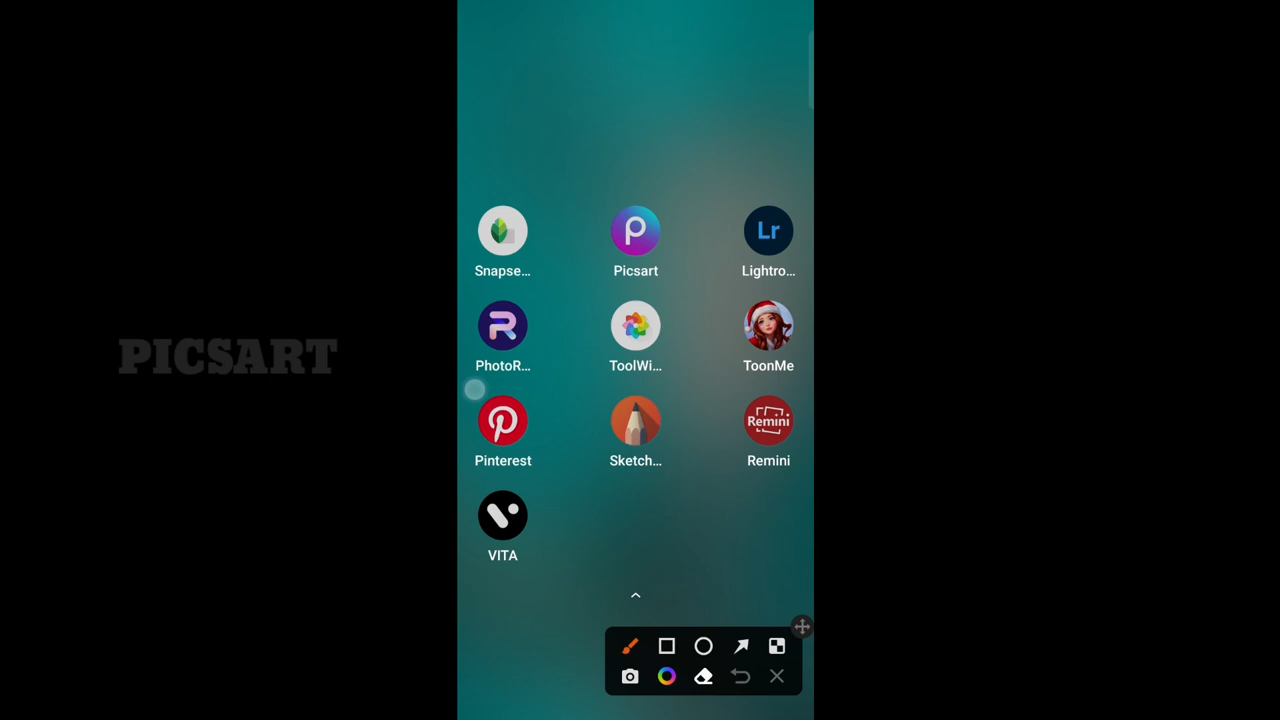 Snapse...
Picsart
Lr
Lightro...
PhotoR...
ToolWi...
ToonMe
PICSART
Remini
Pinterest
Sketch...
Remini
VITA